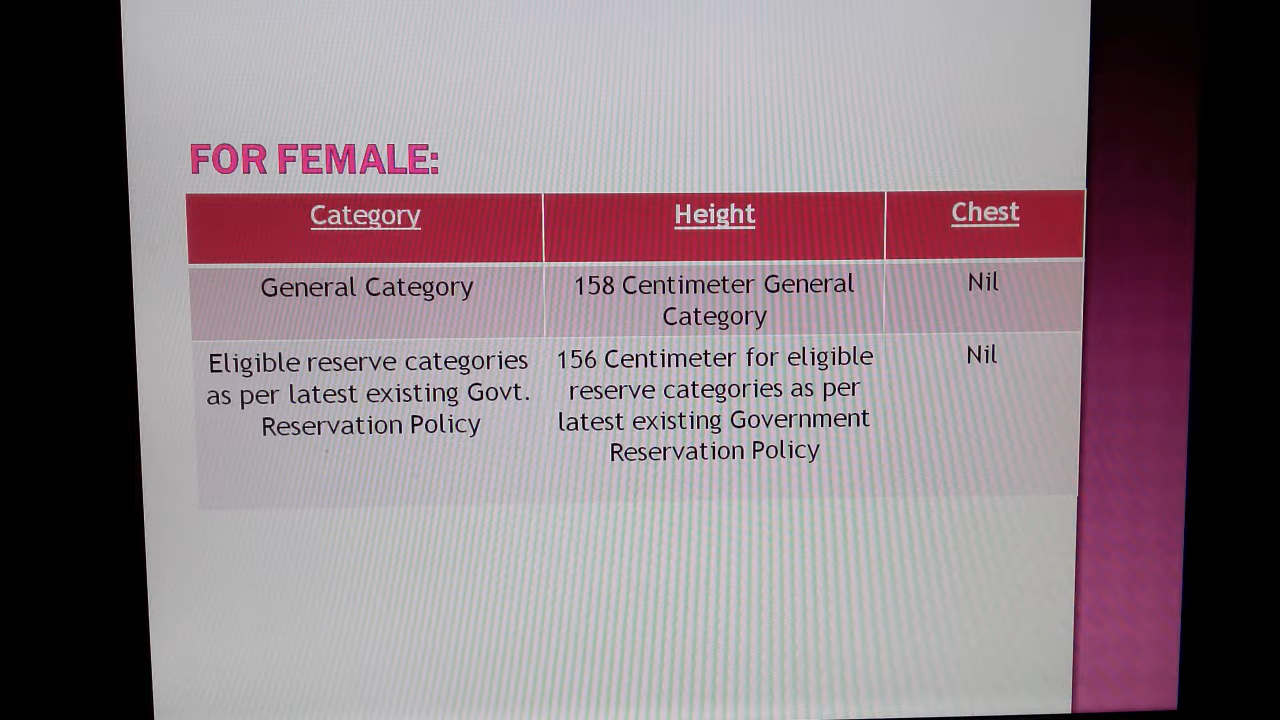 FOR FEMALE:
Category Height Chest
General Category 158 Centimeter General Nil
Category
Eligible reserve categories 156 Centimeter for eligible Nil
as per latest existing Govt. reserve categories as per
Reservation Policy latest existing Government
Reservation Policy